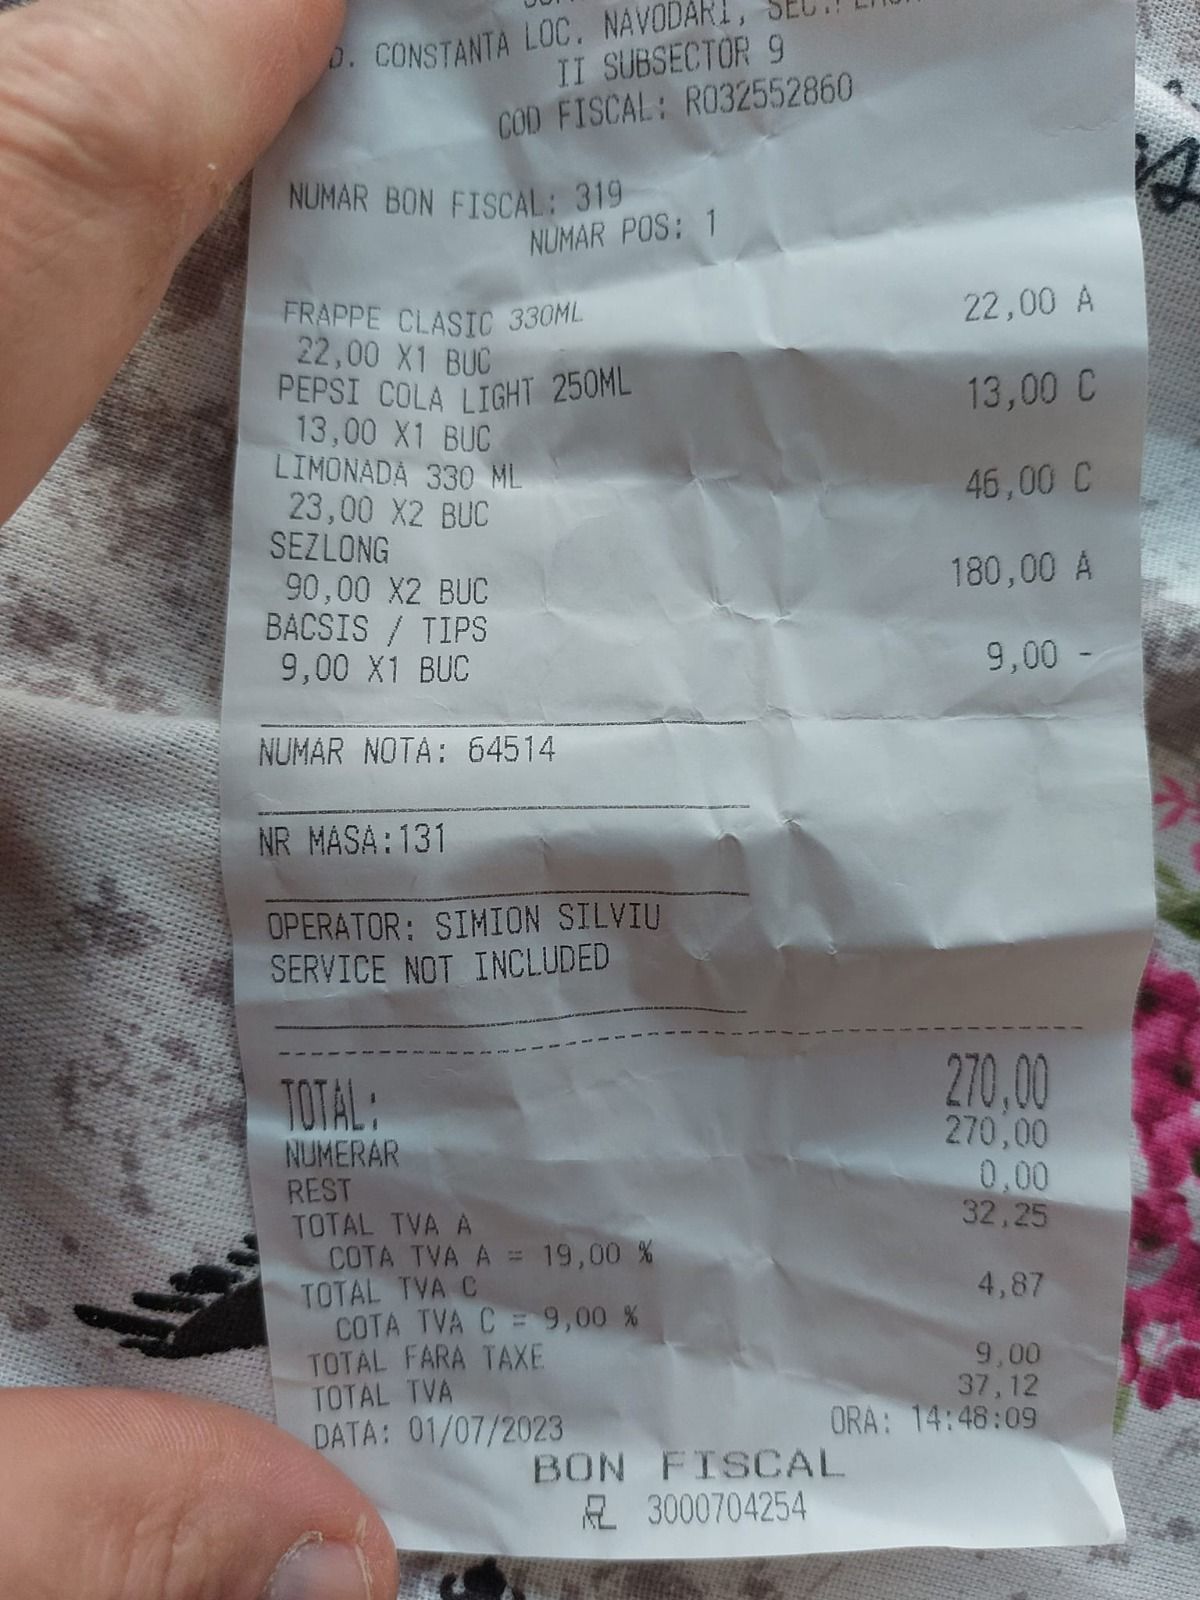 D. CONSTANTA LOC. NAVODARI,
II SUBSECTOR 9
COD FISCAL: RO32552860
NUMAR BON FISCAL: 319
NUMAR POS: 1
FRAPPE CLASIC 330ML 22,00 A
22,00 X1 BUC
PEPSI COLA LIGHT 250ML 13,00 C
13,00 X1 BUC
LIMONADA 330 ML 46,00 C
23,00 X2 BUC
SEZLONG 180,00 A
90,00 X2 BUC
BACSIS / TIPS 9,00 -
9,00 X1 BUC
NUMAR NOTA: 64514
NR MASA:131
OPERATOR: SIMION SILVIU
SERVICE NOT INCLUDED
TOTAL: 270,00
NUMERAR 270,00
REST 0,00
TOTAL TVA A 32,25
COTA TVA A = 19,00 %
TOTAL TVA C 4,87
COTA TVA C = 9,00 %
TOTAL FARA TAXE 9,00
TOTAL TVA 37,12
DATA: 01/07/2023 ORA: 14:48:09
BON FISCAL
3000704254